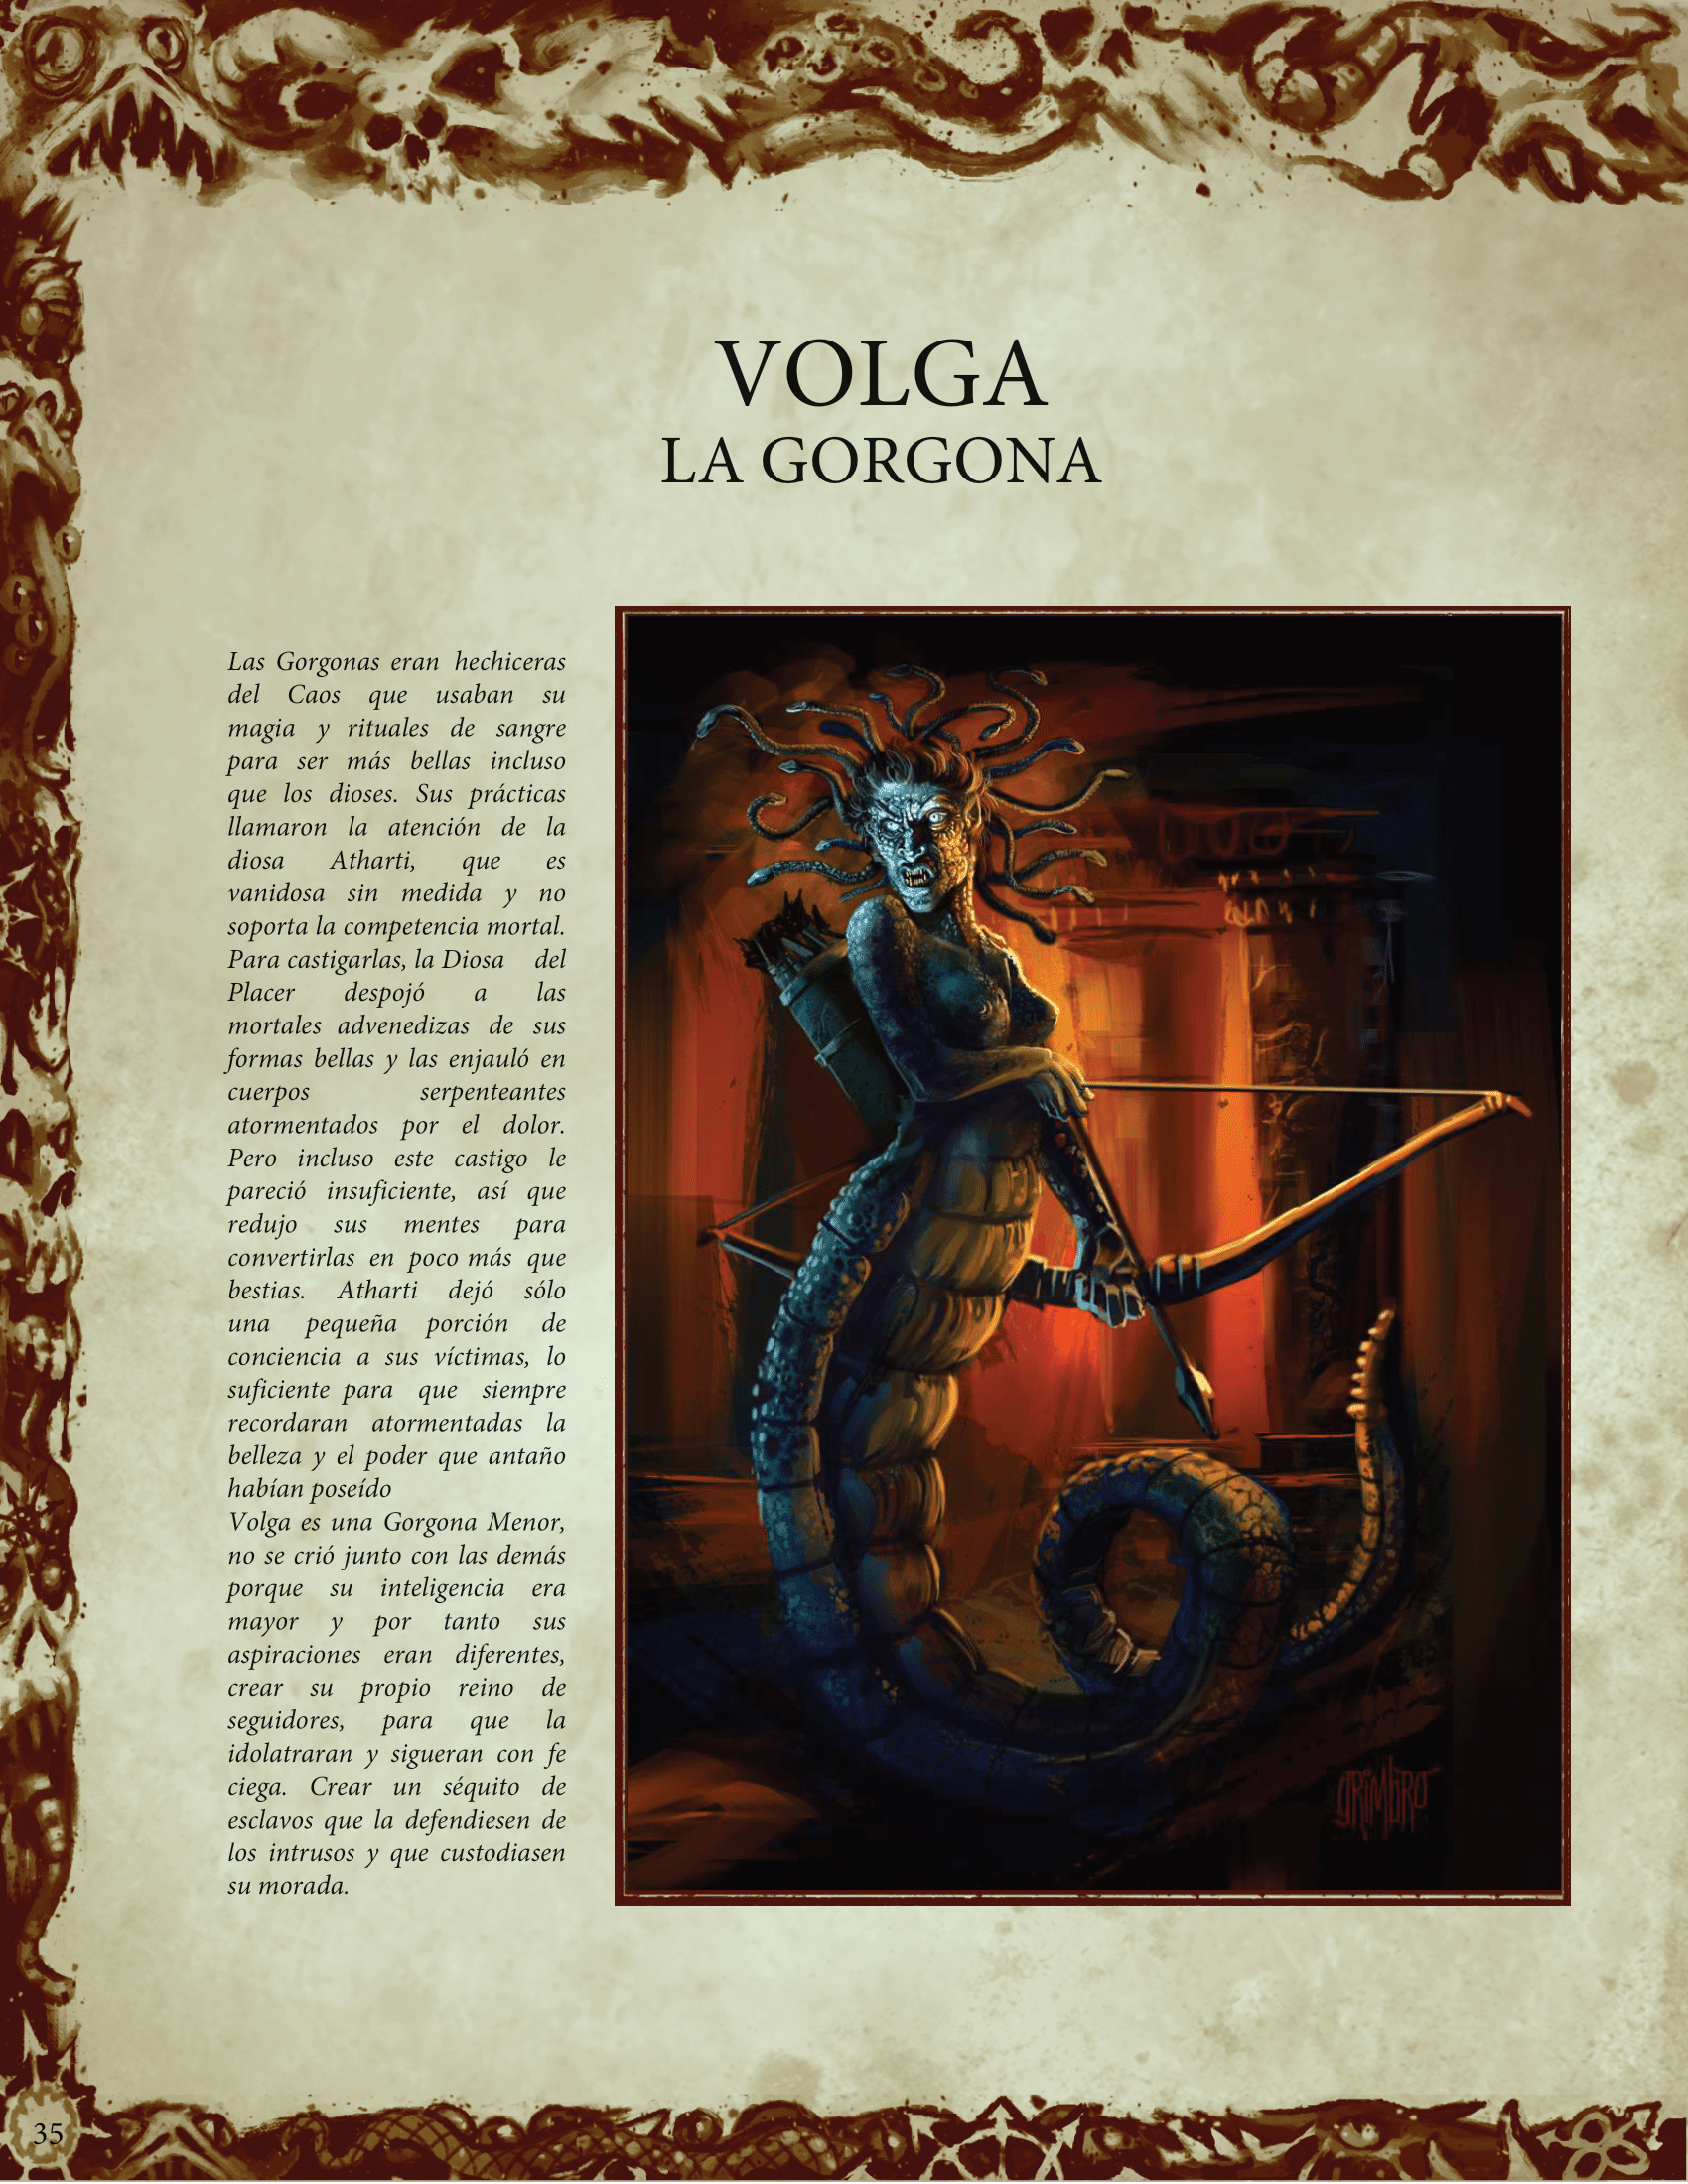 VOLGA
LA GORGONA
Las Gorgonas eran hechiceras
del Caos que usaban su
magia y rituales de sangre
para ser más bellas incluso
que los dioses. Sus prácticas
llamaron la atención de la
diosa Atharti, que es
vanidosa sin medida y no
soporta la competencia mortal.
Para castigarlas, la Diosa del
Placer despojó a las
mortales advenedizas de sus
formas bellas y las enjauló en
cuerpos serpenteantes
atormentados por el dolor.
Pero incluso este castigo le
pareció insuficiente, así que
redujo sus mentes para
convertirlas en poco más que
bestias. Atharti dejó sólo
una pequeña porción de
conciencia a sus víctimas, lo
suficiente para que siempre
recordaran atormentadas la
belleza y el poder que antaño
habían poseído
Volga es una Gorgona Menor,
no se crió junto con las demás
porque su inteligencia era
mayor y por tanto sus
aspiraciones eran diferentes,
crear su propio reino de
seguidores, para que la
idolatraran y sigueran con fe
ciega. Crear un séquito de
esclavos que la defendiesen de
los intrusos y que custodiasen
su morada.
GRIMBRO
35